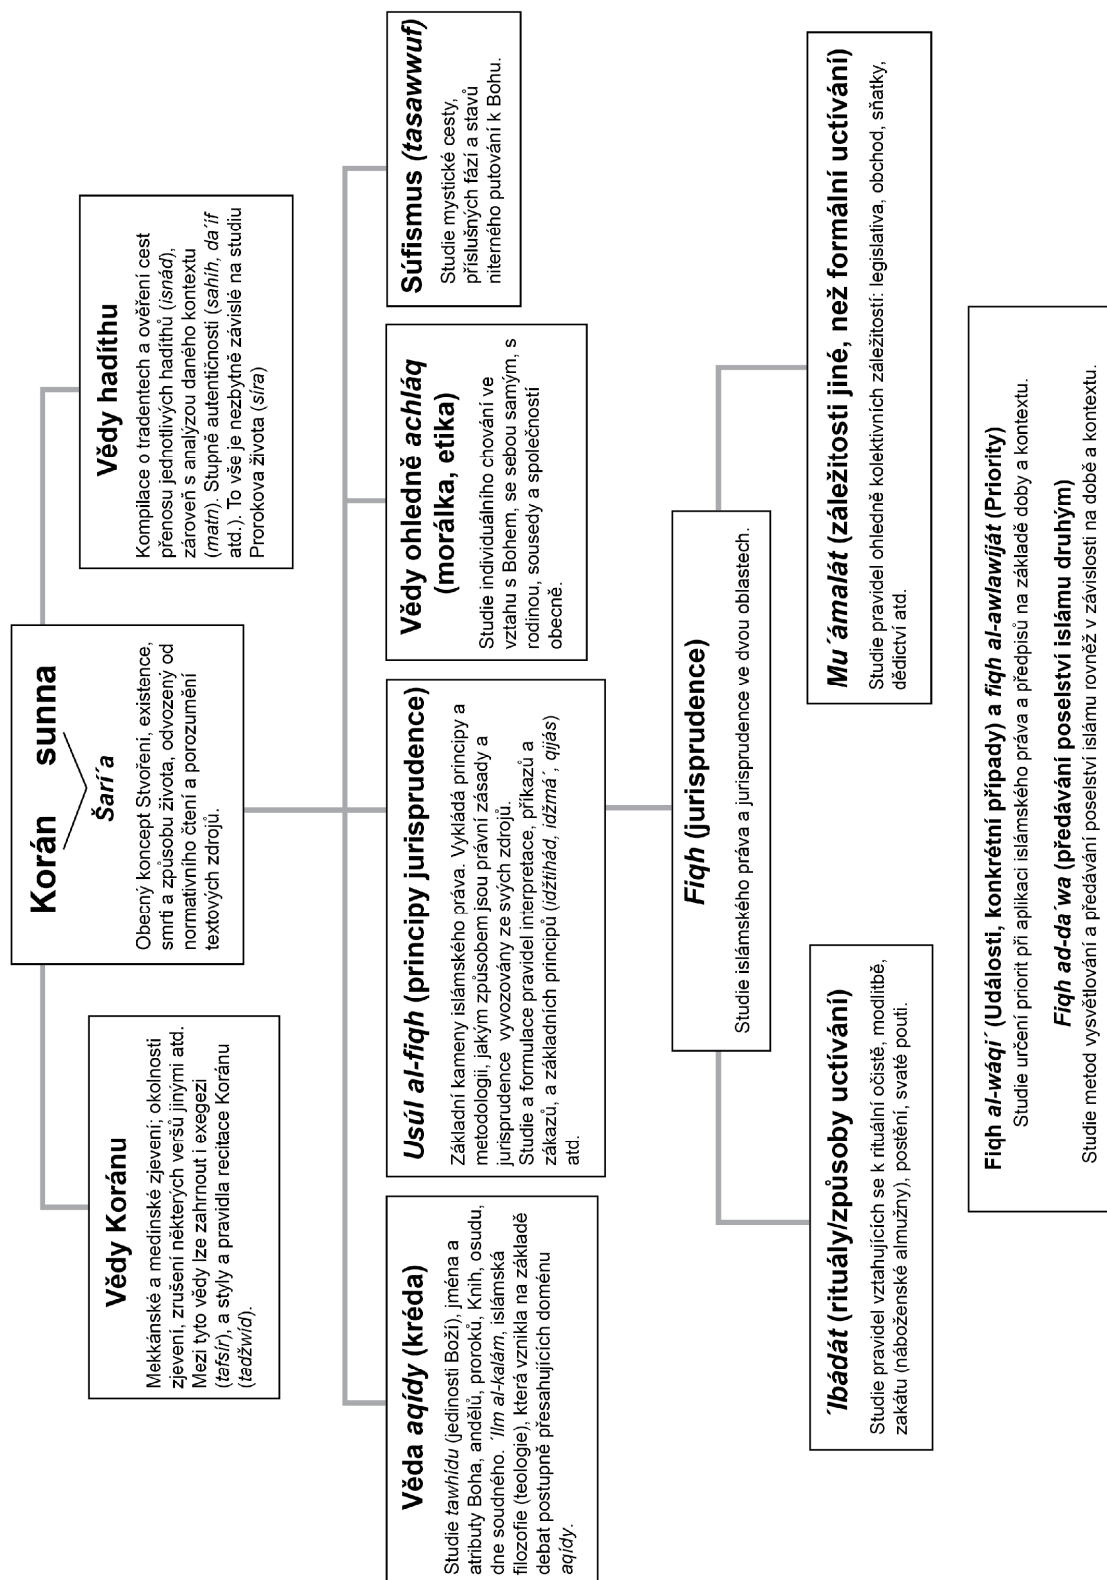 Korán sunna
Šarí´a
Obecný koncept Stvoření, existence,
smrti a způsobu života, odvozený od
normativního čtení a porozumění
textových zdrojů.
Vědy Koránu
Mekkánské a medinské zjevení; okolnosti
zjevení, zrušení některých veršů jinými atd.
Mezi tyto vědy lze zahrnout i exegezi
(tafsír), a styly a pravidla recitace Koránu
(tadžwíd).
Vědy hadíthu
Kompilace o tradentech a ověření cest
přenosu jednotlivých hadíthů (isnád),
zároveň s analýzou daného kontextu
(matn). Stupně autentičnosti (sahíh, da´íf
atd.). To vše je nezbytně závislé na studiu
Prorokova života (síra)
Věda aqídy (kréda)
Studie tawhídu (jedinosti Boží), jména a
atributy Boha, andělů, proroků, Knih, osudu,
dne soudného. ´Ilm al-kalám, islámská
filozofie (teologie), která vznikla na základě
debat postupně přesahujících doménu
aqídy.
Usúl al-fiqh (principy jurisprudence)
Základní kameny islámského práva. Vykládá principy a
metodologii, jakým způsobem jsou právní zásady a
jurisprudence vyvozovány ze svých zdrojů.
Studie a formulace pravidel interpretace, příkazů a
zákazů, a základních principů (idžtihád, idžmá´, qijás)
atd.
Vědy ohledně achláq
(morálka, etika)
Studie individuálního chování ve
vztahu s Bohem, se sebou samým, s
rodinou, sousedy a společností
obecně.
Súfismus (tasawwuf)
Studie mystické cesty,
příslušných fází a stavů
niterného putování k Bohu.
Fiqh (jurisprudence)
Studie islámského práva a jurisprudence ve dvou oblastech.
´Ibádát (rituály/způsoby uctívání)
Studie pravidel vztahujících se k rituální očistě, modlitbě,
zakátu (náboženské almužny), postění, svaté pouti.
Mu´ámalát (záležitosti jiné, než formální uctívání)
Studie pravidel ohledně kolektivních záležitostí: legislativa, obchod, sňatky,
dědictví atd.
Fiqh al-wáqi´ (Události, konkrétní případy) a fiqh al-awlawíját (Priority)
Studie určení priorit při aplikaci islámského práva a předpisů na základě doby a kontextu.
Fiqh ad-da´wa (předávání poselství islámu druhým)
Studie metod vysvětlování a předávání poselství islámu rovněž v závislosti na době a kontextu.